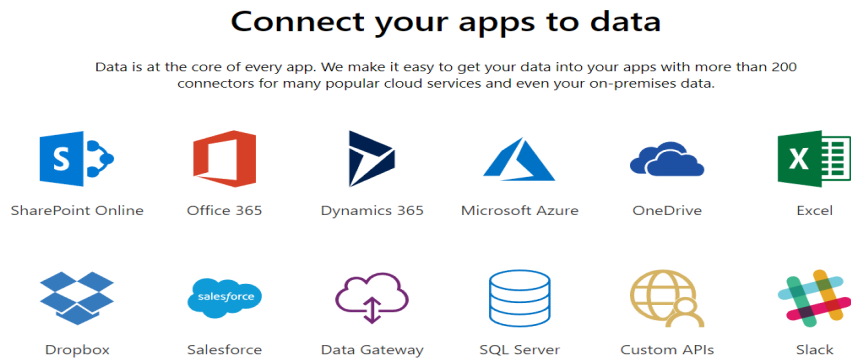 Connect your apps to data
Data is at the core of every app. We make it easy to get your data into your apps with more than 200
connectors for many popular cloud services and even your on-premises data.
S
X
SharePoint Online
Office 365
Dynamics 365
Microsoft Azure
OneDrive
Excel
salesforce
Dropbox
Salesforce
Data Gateway
SQL Server
Custom APIs
Slack